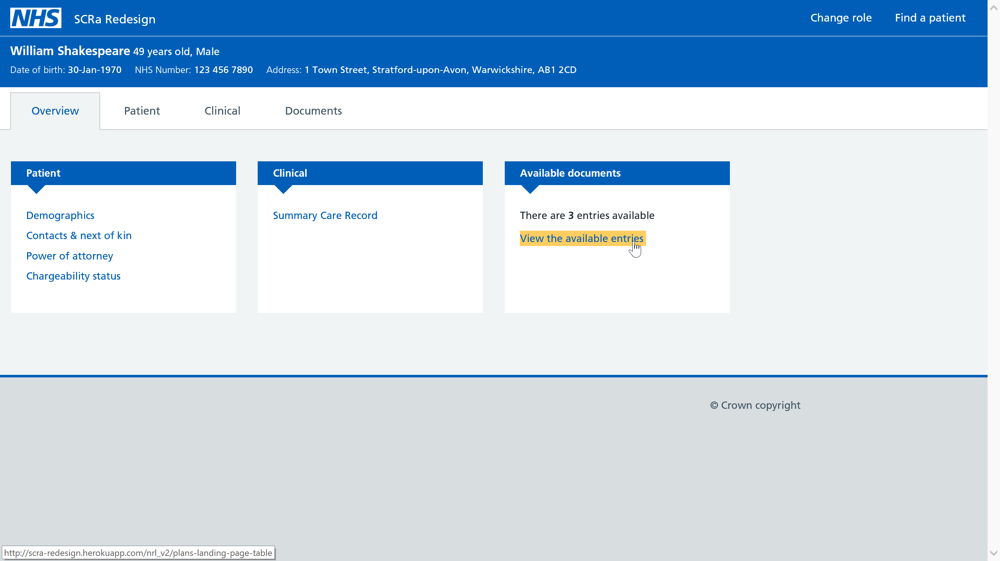 NHS SCRa Redesign Change role Find a patient
William Shakespeare 49 years old, Male
Date of birth: 30-Jan-1970 NHS Number: 123 456 7890 Address: 1 Town Street, Stratford-upon-Avon, Warwickshire, AB1 2CD
Overview Patient Clinical Documents
Patient
Demographics
Contacts & next of kin
Power of attorney
Chargeability status
Clinical
Summary Care Record
Available documents
There are 3 entries available
View the available entries
© Crown copyright
http://scra-redesign.herokuapp.com/nrl_v2/plans-landing-page-table